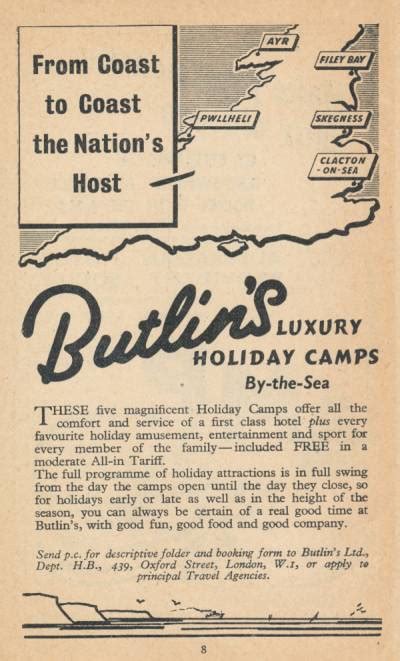 From Coast
to Coast
the Nation's
Host
AYR
FILEY BAY
PWLLHELI
SKEGNESS
CLACTON
-ON-SEA
Butlin's LUXURY
HOLIDAY CAMPS
By-the-Sea
THESE five magnificent Holiday Camps offer all the
comfort and service of a first class hotel plus every
favourite holiday amusement, entertainment and sport for
every member of the family—included FREE in a
moderate All-in Tariff.
The full programme of holiday attractions is in full swing
from the day the camps open until the day they close, so
for holidays early or late as well as in the height of the
season, you can always be certain of a real good time at
Butlin's, with good fun, good food and good company.
Send p.c. for descriptive folder and booking form to Butlin's Ltd.,
Dept. H.B., 439, Oxford Street, London, W.1, or apply to
principal Travel Agencies.
8